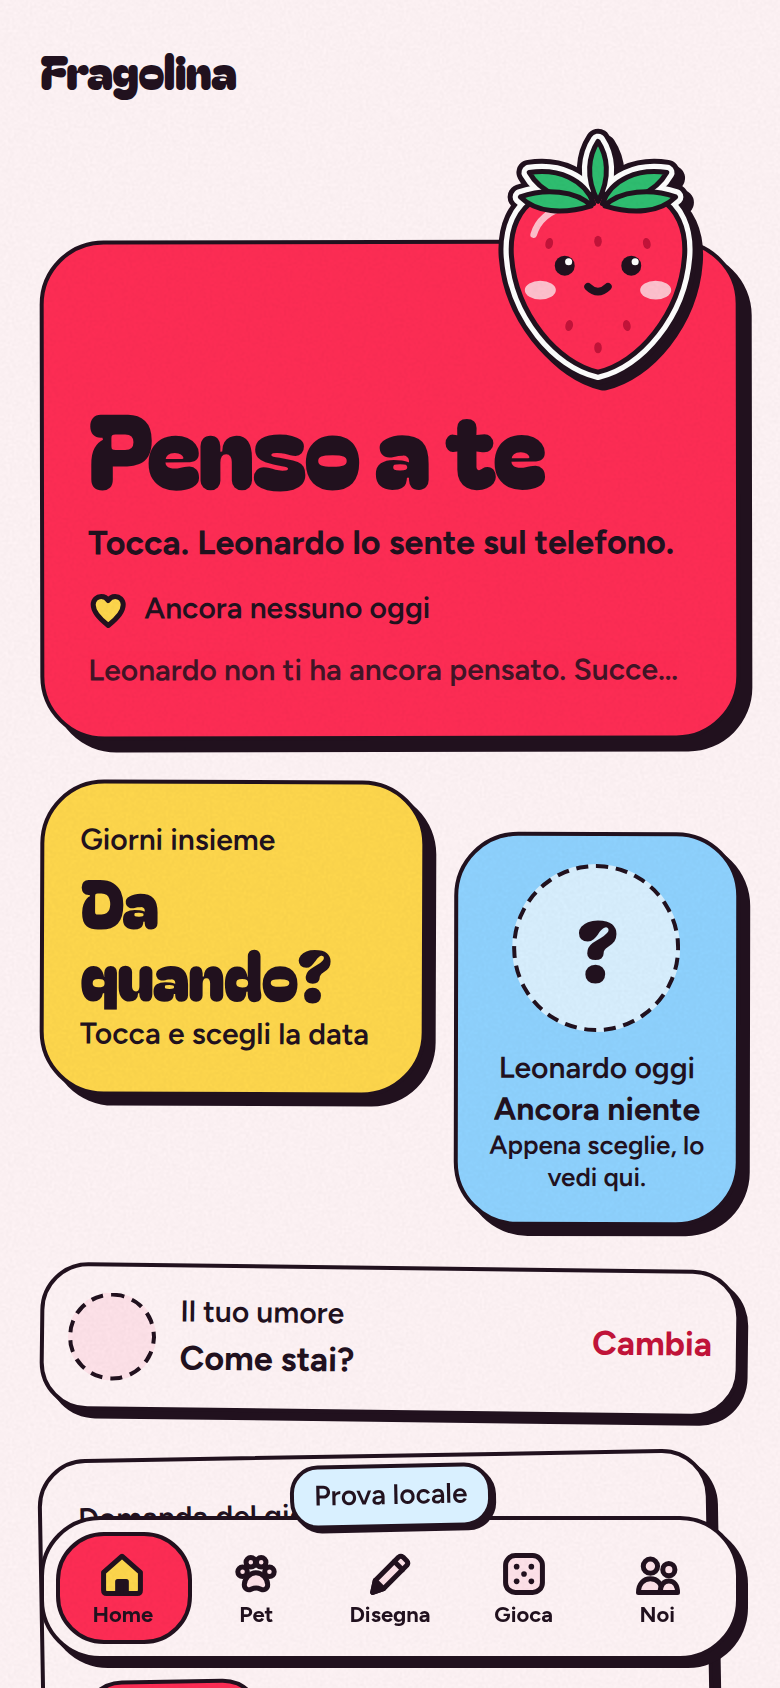 Fragolina
Penso a te
Tocca. Leonardo lo sente sul telefono.
Ancora nessuno oggi
Leonardo non ti ha ancora pensato. Succe...
Giorni insieme
Da
quando?
Tocca e scegli la data
?
Leonardo oggi
Ancora niente
Appena sceglie, lo
vedi qui.
Il tuo umore
Come stai?
Cambia
Prova locale
Domanda del
Home
Pet
Disegna
Gioca
Noi